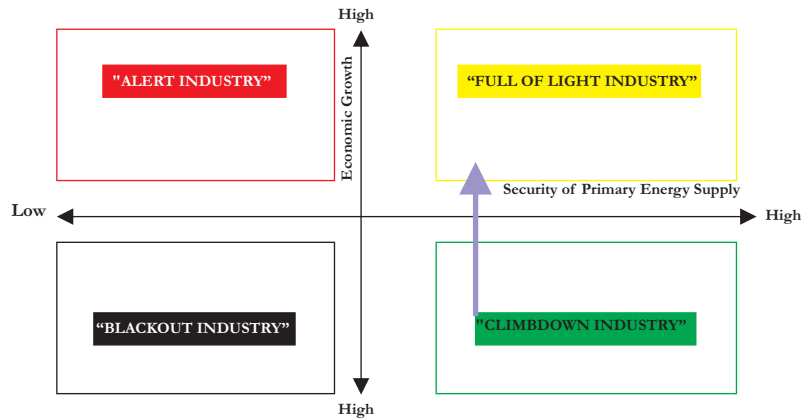 High
"ALERT INDUSTRY”
Economic Growth
“FULL OF LIGHT INDUSTRY”
Security of Primary Energy Supply
Low
High
“BLACKOUT INDUSTRY”
"CLIMBDOWN INDUSTRY”
High